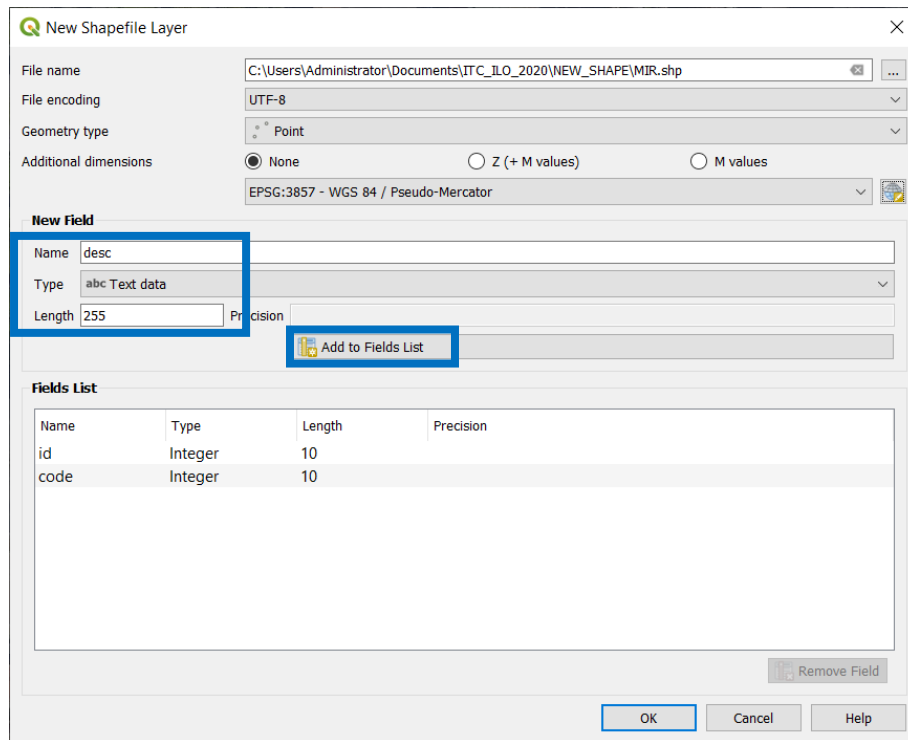 New Shapefile Layer
File name C:\Users\Administrator\Documents\ITC_ILO_2020\NEW_SHAPE\MIR.shp ...
File encoding UTF-8
Geometry type Point
Additional dimensions None Z (+ M values) M values
EPSG:3857 - WGS 84 / Pseudo-Mercator
New Field
Name desc
Type abc Text data
Length 255 Precision
Add to Fields List
Fields List
Name Type Length Precision
id Integer 10
code Integer 10
Remove Field
OK Cancel Help